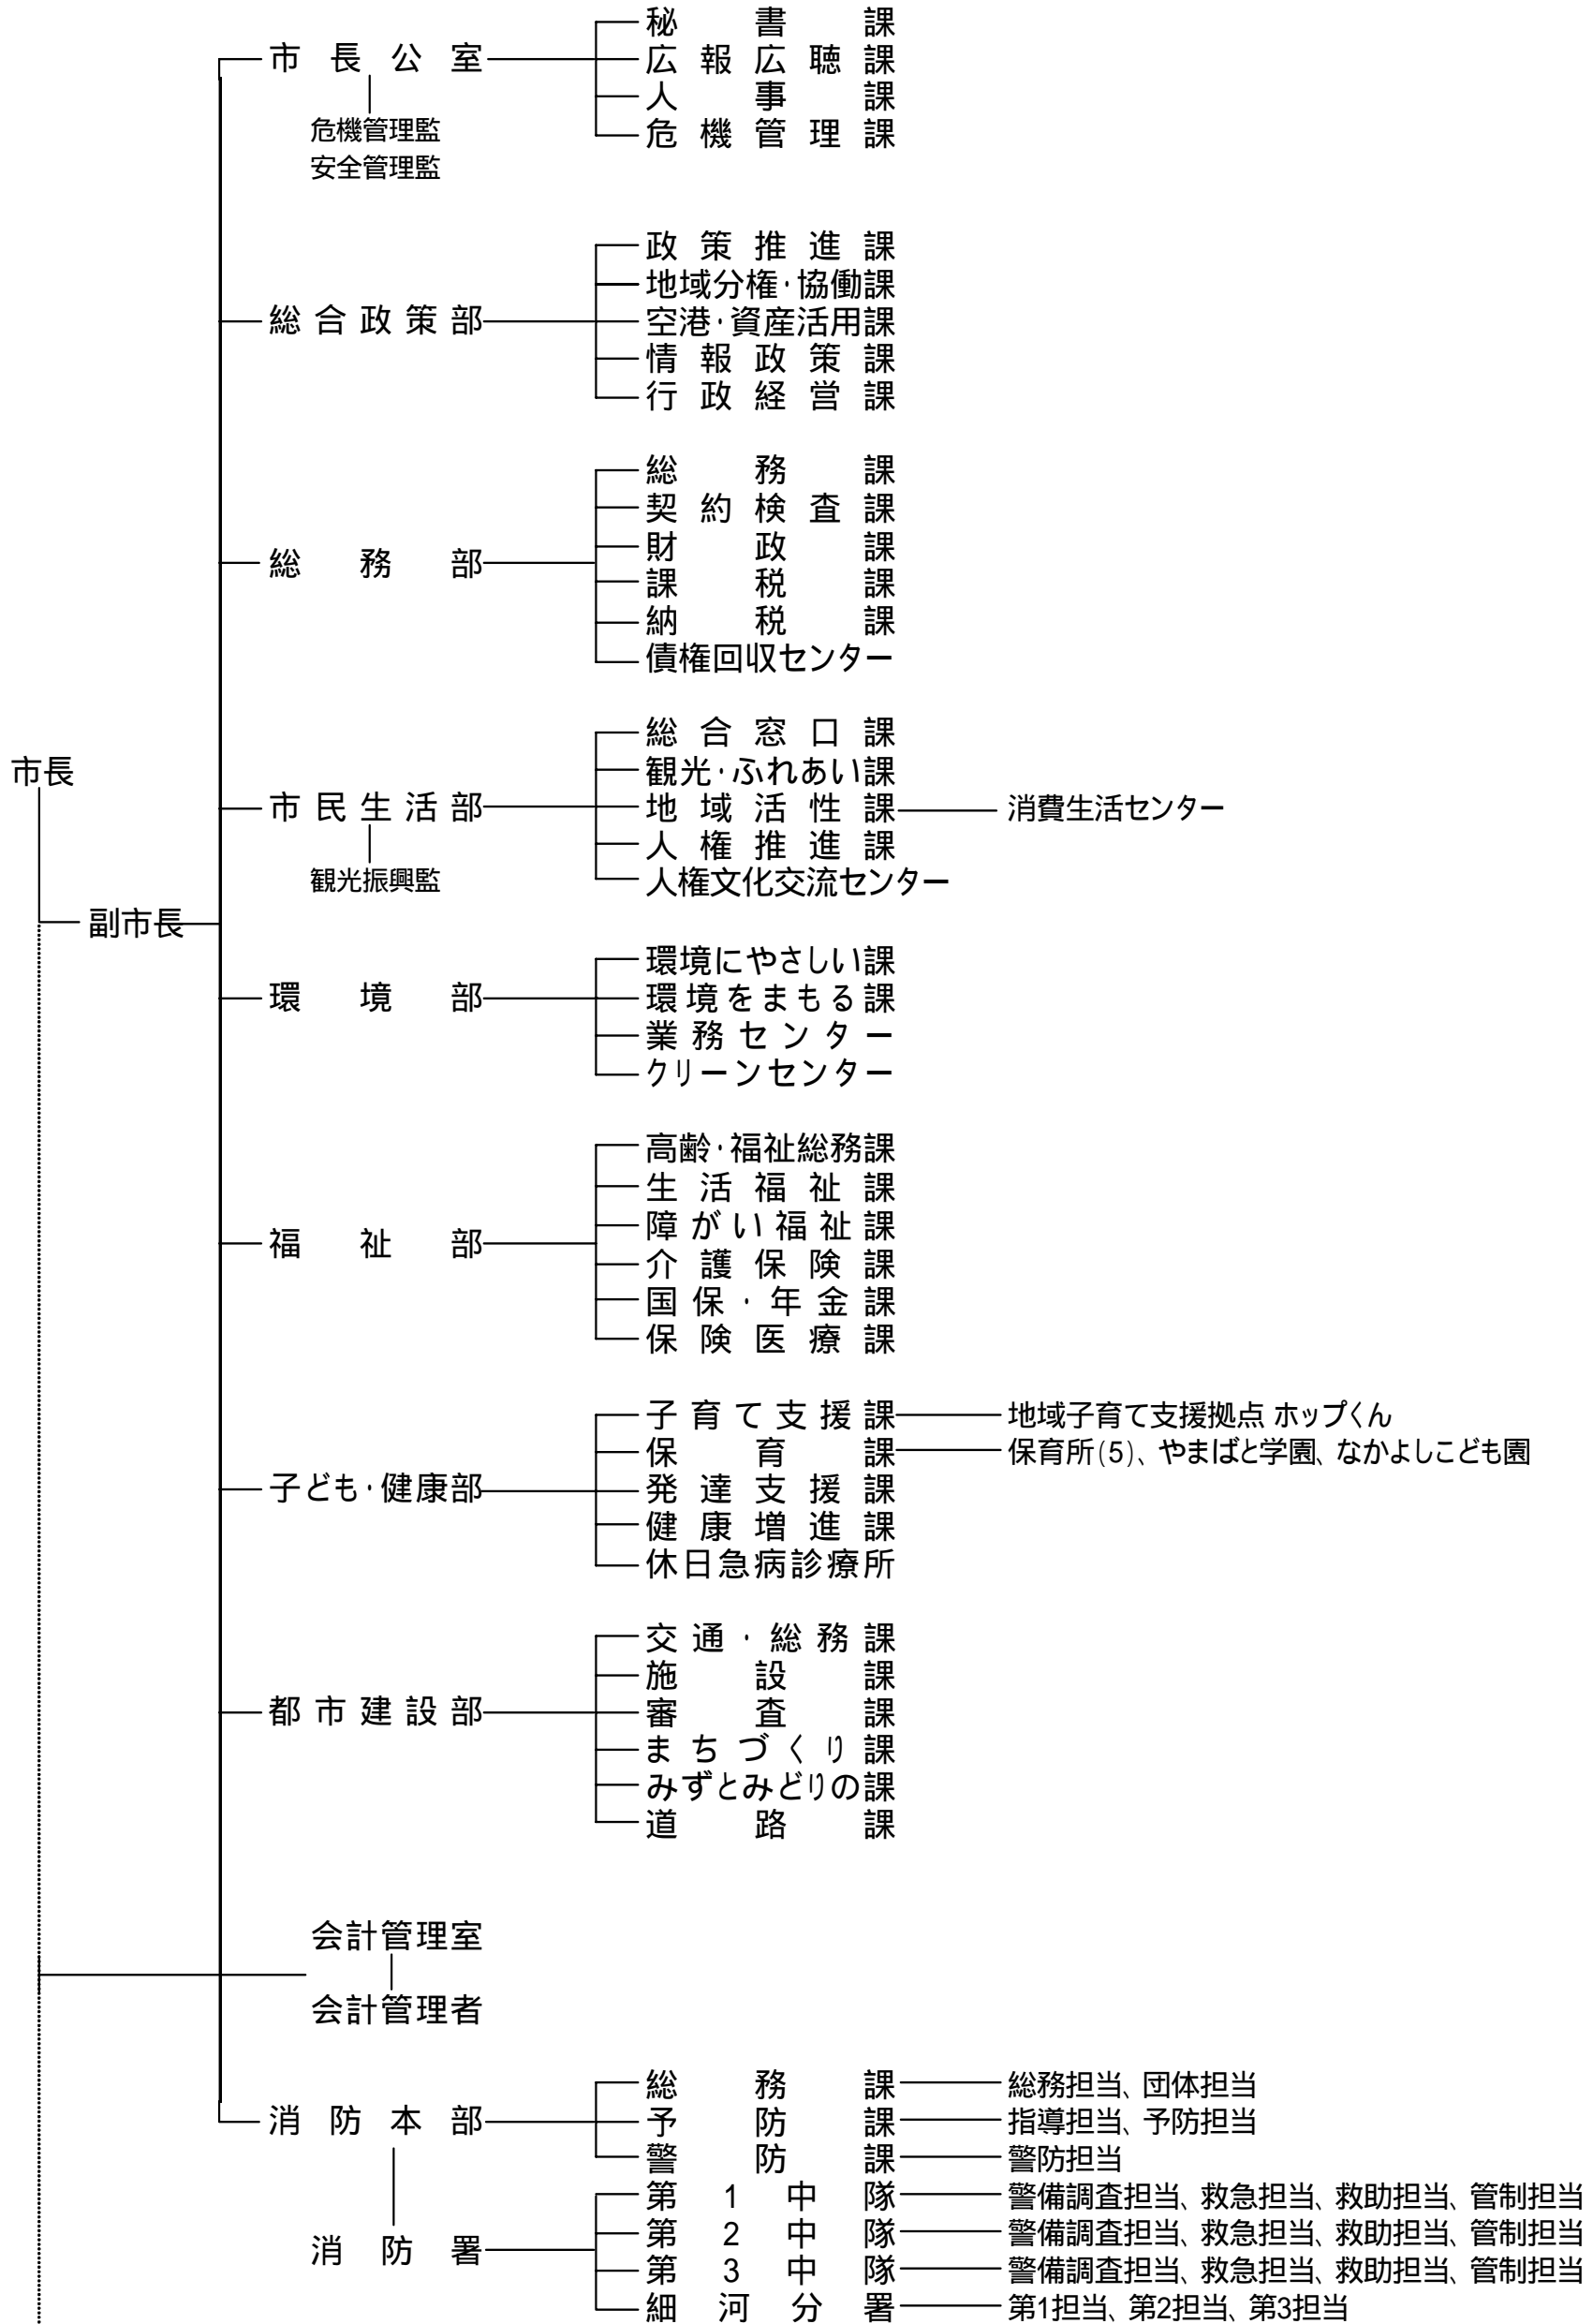 市長
副市長
市長公室
危機管理監
安全管理監
秘書課
広報広聴課
人事課
危機管理課
総合政策部
政策推進課
地域分権・協働課
空港・資産活用課
情報政策課
行政経営課
総務部
総務課
契約検査課
財政課
課税課
納税課
債権回収センター
市民生活部
観光振興監
総合窓口課
観光・ふれあい課
地域活性課 消費生活センター
人権推進課
人権文化交流センター
環境部
環境にやさしい課
環境をまもる課
業務センター
クリーンセンター
福祉部
高齢・福祉総務課
生活福祉課
障がい福祉課
介護保険課
国保・年金課
保険医療課
子ども・健康部
子育て支援課 地域子育て支援拠点 ホップくん
保育課 保育所(5)、やまばと学園、なかよしこども園
発達支援課
健康増進課
休日急病診療所
都市建設部
交通・総務課
施設課
審査課
まちづくり課
みずとみどりの課
道路課
会計管理室
会計管理者
消防本部
総務課 総務担当、団体担当
予防課 指導担当、予防担当
警防課 警防担当
消防署
第1中隊 警備調査担当、救急担当、救助担当、管制担当
第2中隊 警備調査担当、救急担当、救助担当、管制担当
第3中隊 警備調査担当、救急担当、救助担当、管制担当
細河分署 第1担当、第2担当、第3担当